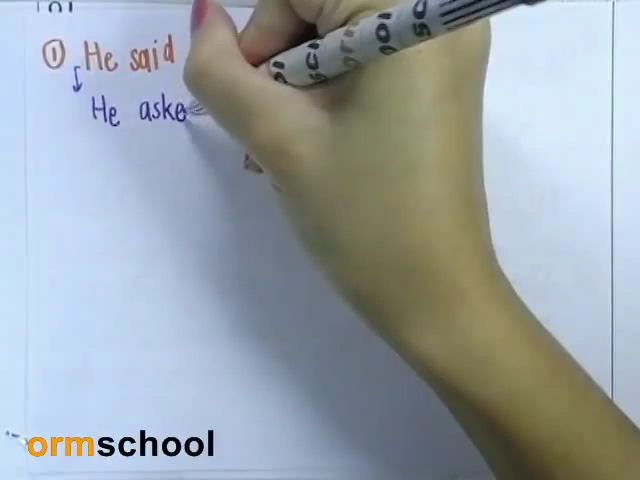 ① He said
He aske
ormschool